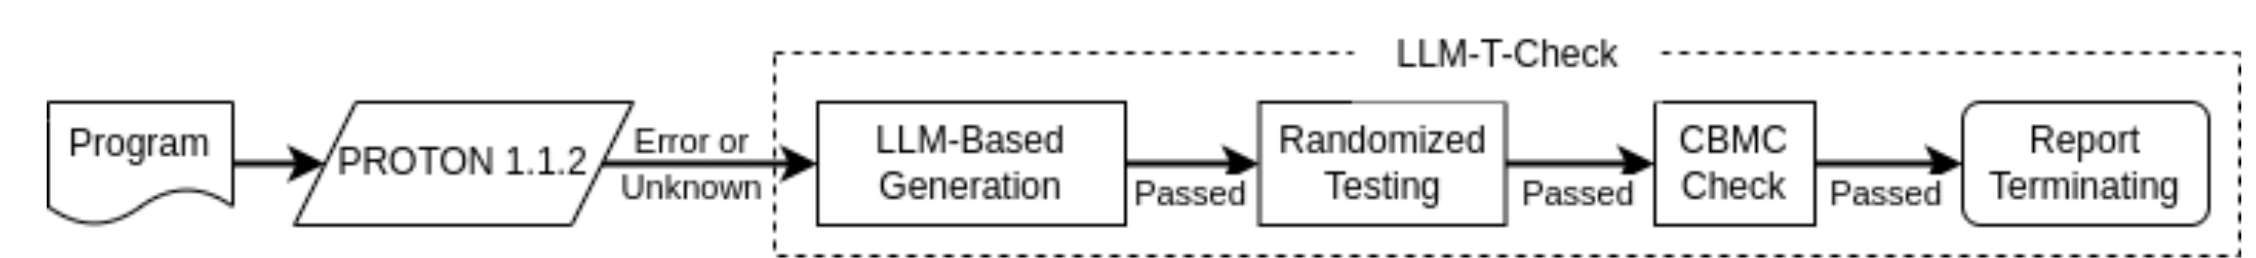 LLM-T-Check
Program
PROTON 1.1.2
Error or
Unknown
LLM-Based
Generation
Passed
Randomized
Testing
Passed
CBMC
Check
Passed
Report
Terminating